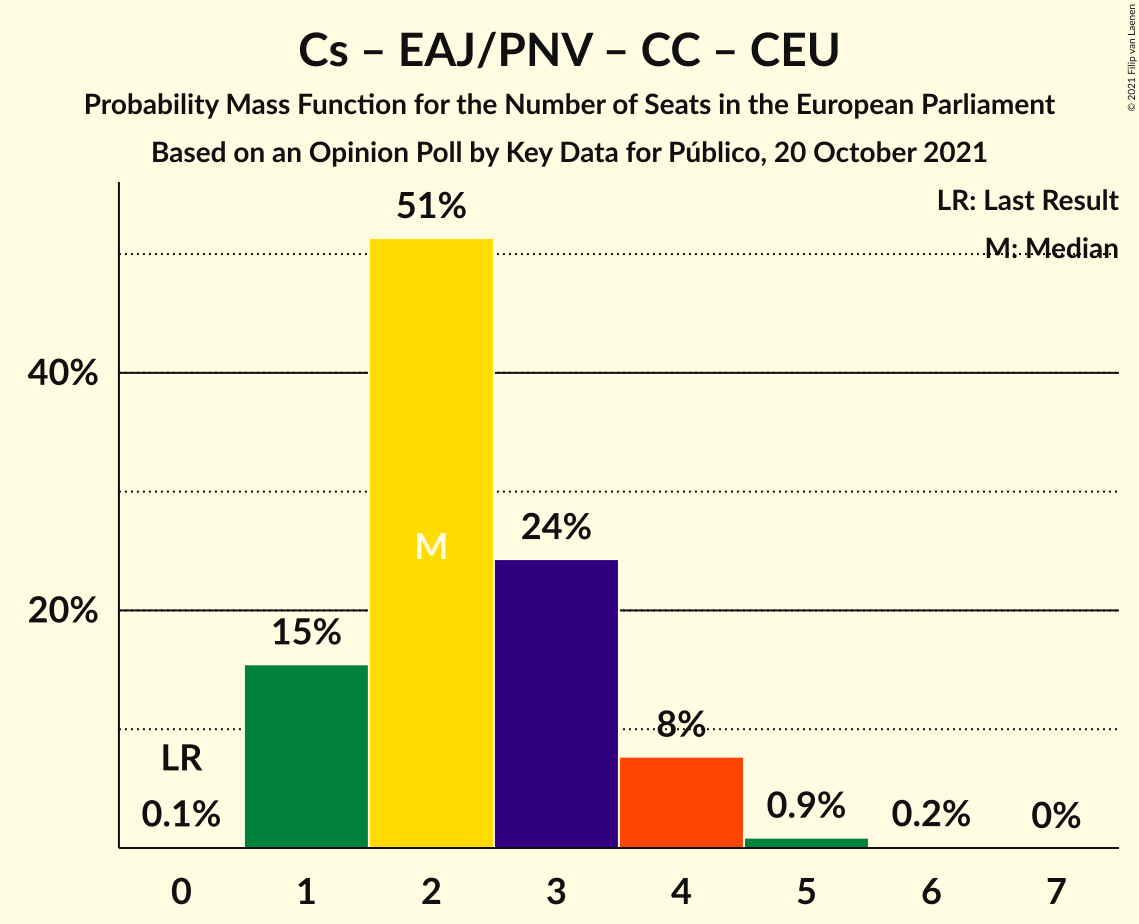 Cs – EAJ/PNV – CC – CEU
Probability Mass Function for the Number of Seats in the European Parliament
Based on an Opinion Poll by Key Data for Público, 20 October 2021
© 2021 Filip van Laenen
LR: Last Result
M: Median
51%
40%
24%
M
20%
15%
8%
LR
0.1%
0.9%
0.2%
0%
0 1 2 3 4 5 6 7